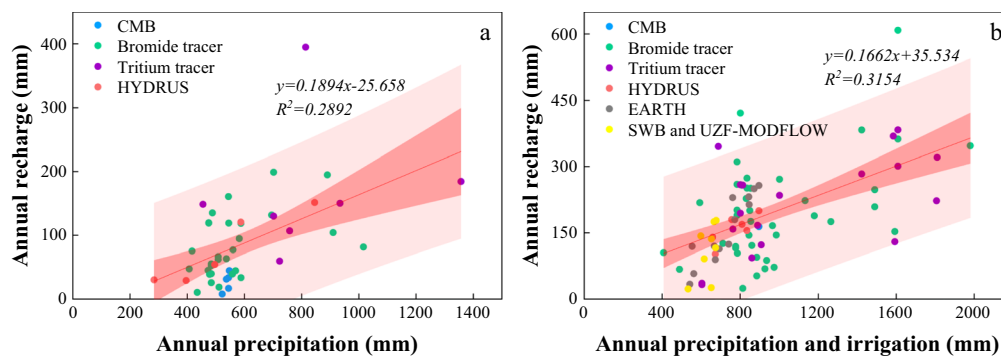 a
CMB
Bromide tracer
Tritium tracer
HYDRUS
y=0.1894x-25.658
R²=0.2892
400
300
200
100
0
Annual recharge (mm)
0 200 400 600 800 1000 1200 1400
Annual precipitation (mm)
b
CMB
Bromide tracer
Tritium tracer
HYDRUS
EARTH
SWB and UZF-MODFLOW
y=0.1662x+35.534
R²=0.3154
600
450
300
150
0
Annual recharge (mm)
400 800 1200 1600 2000
Annual precipitation and irrigation (mm)